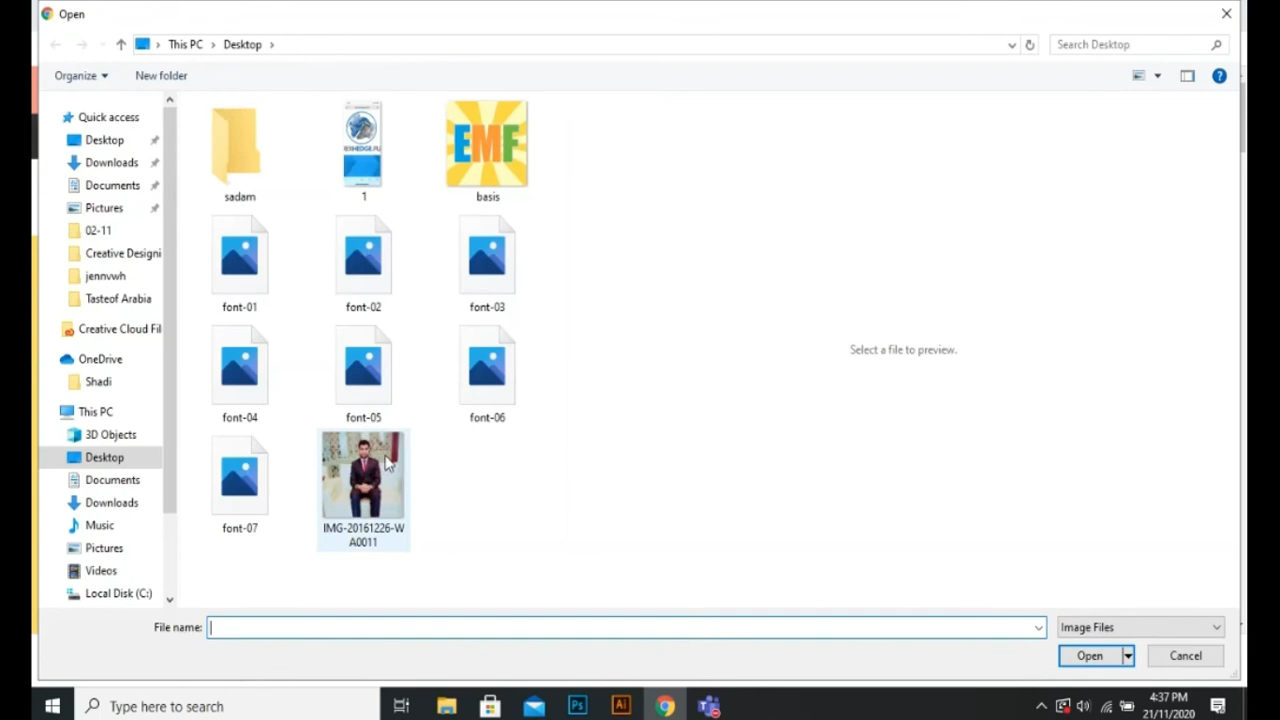 Open
This PC
Desktop
Search Desktop
Organize
New folder
Quick access
Desktop
Downloads
Documents
Pictures
02-11
Creative Designi
jennvwh
Tasteof Arabia
Creative Cloud Fil
OneDrive
Shadi
This PC
3D Objects
Desktop
Documents
Downloads
Music
Pictures
Videos
Local Disk (C:)
EMF
sadam
1
basis
font-01
font-02
font-03
font-04
font-05
font-06
font-07
IMG-20161226-W
A0011
Select a file to preview.
File name:
Image Files
Open
Cancel
Type here to search
Ps
Ai
4:37 PM
21/11/2020